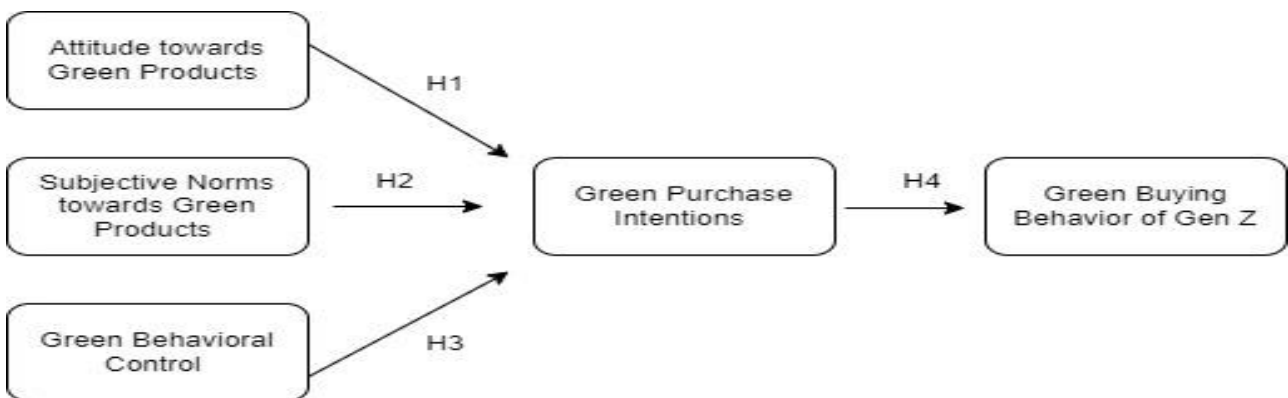 Attitude towards
Green Products
H1
Subjective Norms
towards Green
Products
H2
Green Behavioral
Control
H3
Green Purchase
Intentions
H4
Green Buying
Behavior of Gen Z